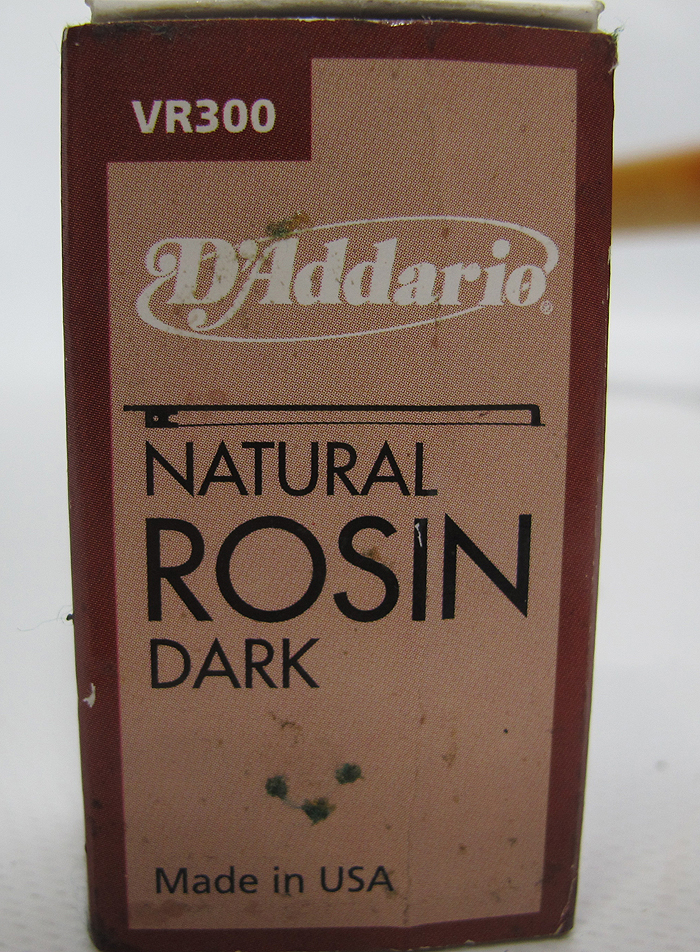 VR300
D'Addario®
NATURAL
ROSIN
DARK
Made in USA